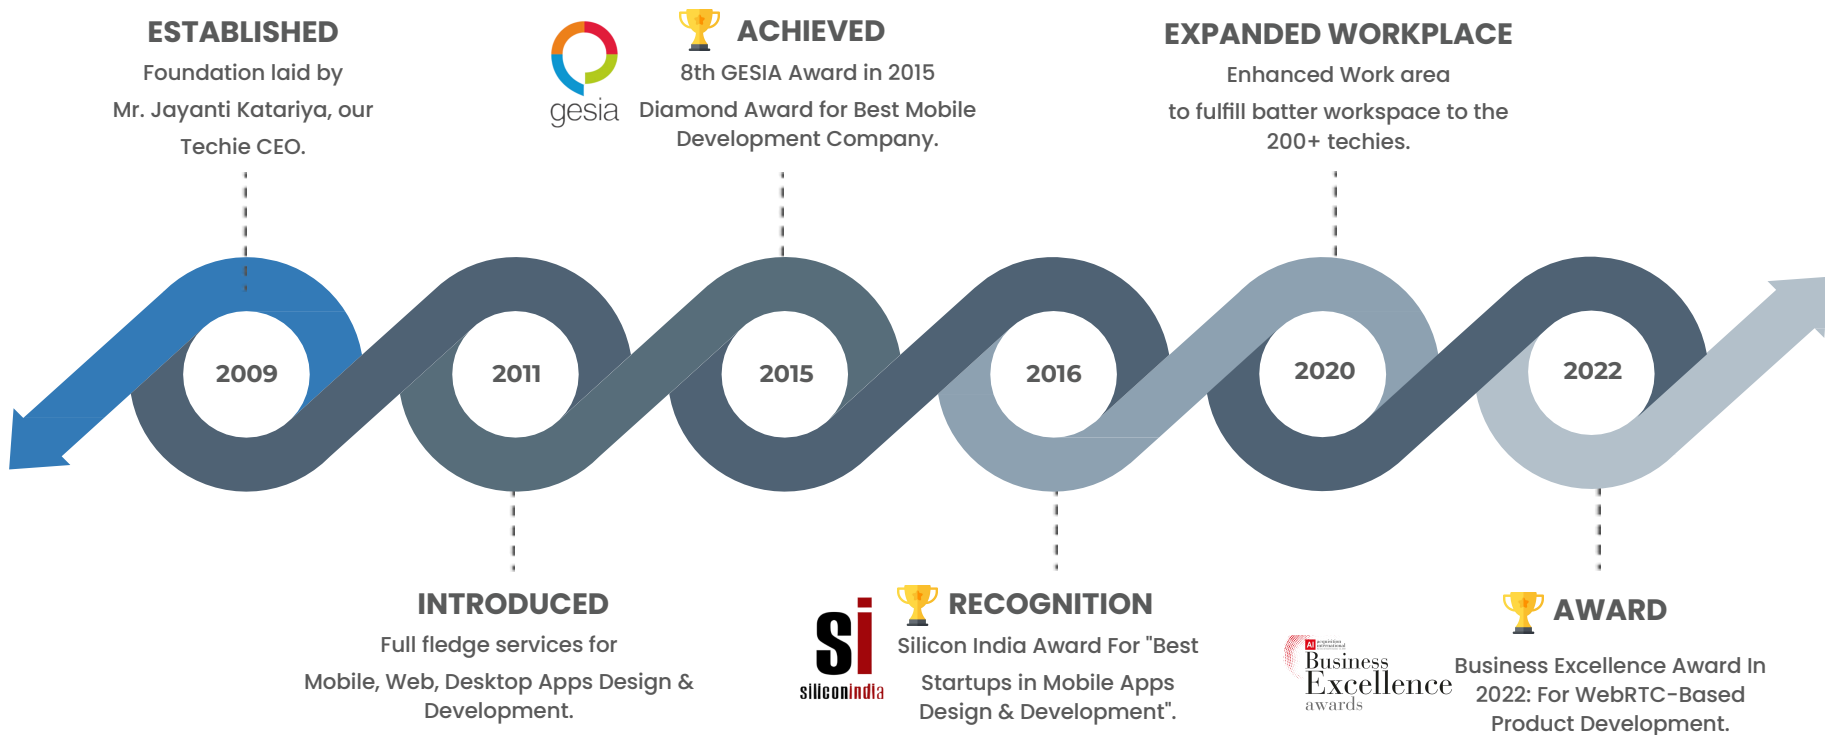 ESTABLISHED
Foundation laid by
Mr. Jayanti Katariya, our
Techie CEO.
gesia
ACHIEVED
8th GESIA Award in 2015
Diamond Award for Best Mobile
Development Company.
EXPANDED WORKPLACE
Enhanced Work area
to fulfill batter workspace to the
200+ techies.
2009
2011
2015
2016
2020
2022
INTRODUCED
Full fledge services for
Mobile, Web, Desktop Apps Design &
Development.
si
siliconindia
RECOGNITION
Silicon India Award For "Best
Startups in Mobile Apps
Design & Development".
AI acquisition
international
Business
Excellence
awards
AWARD
Business Excellence Award In
2022: For WebRTC-Based
Product Development.